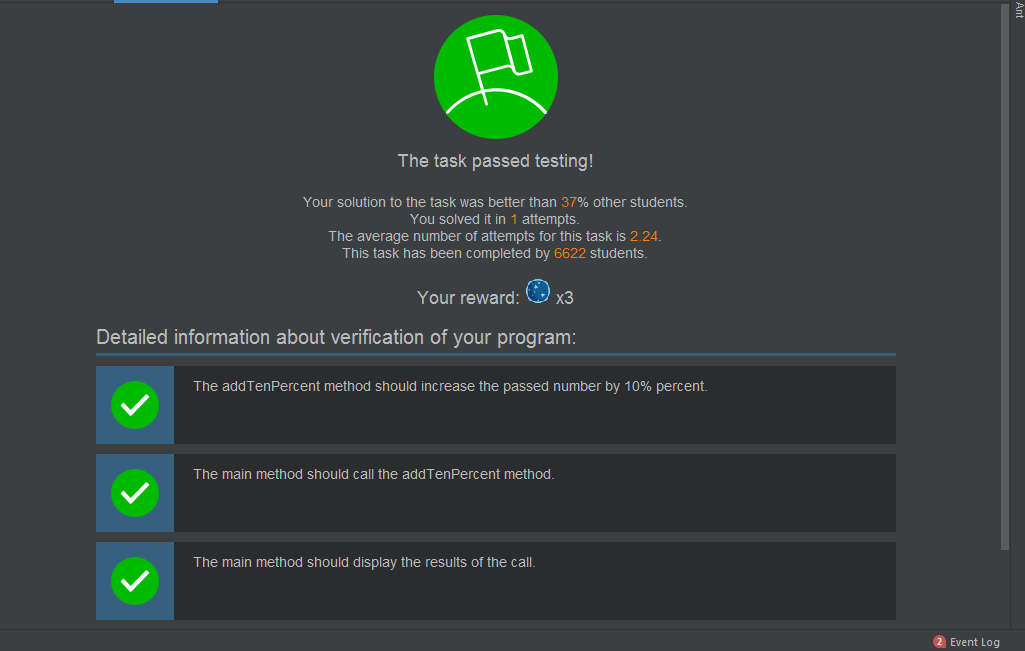 Ant
The task passed testing!
Your solution to the task was better than 37% other students.
You solved it in 1 attempts.
The average number of attempts for this task is 2.24.
This task has been completed by 6622 students.
Your reward: x3
Detailed information about verification of your program:
The addTenPercent method should increase the passed number by 10% percent.
The main method should call the addTenPercent method.
The main method should display the results of the call.
2 Event Log